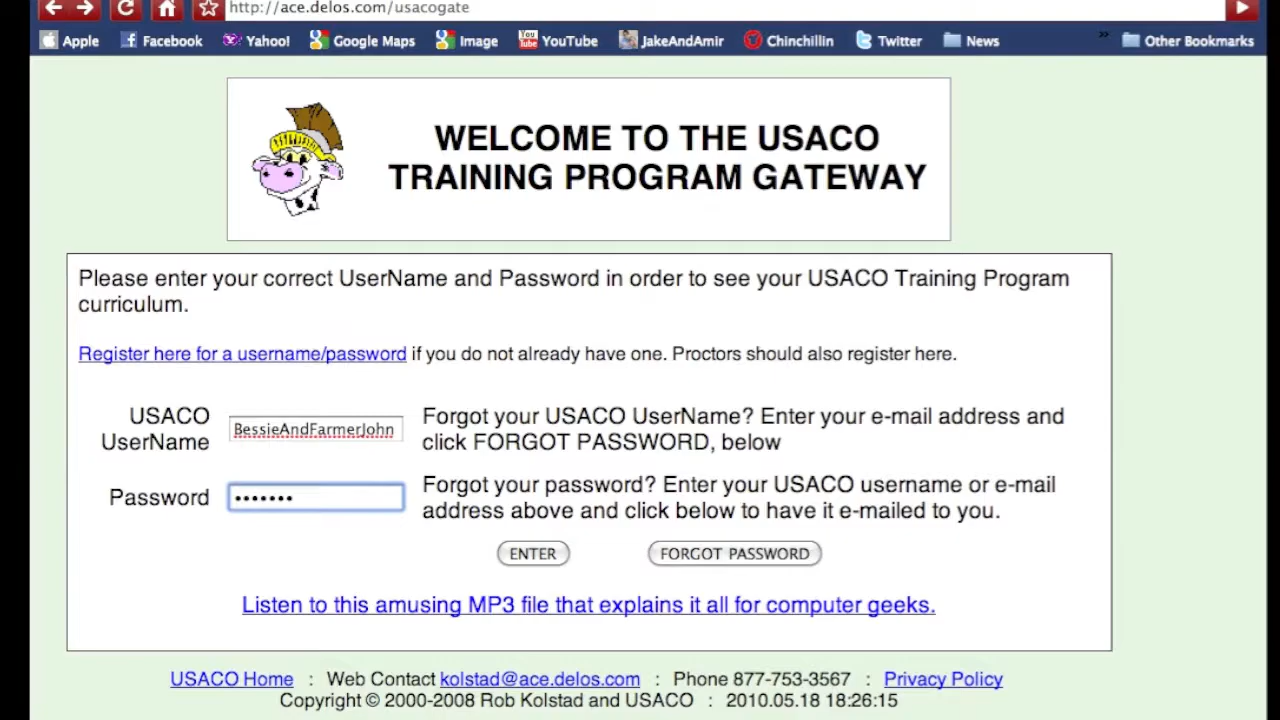 http://ace.delos.com/usacogate
Apple Facebook Yahoo! Google Maps Image YouTube JakeAndAmir Chinchillin Twitter News » Other Bookmarks
WELCOME TO THE USACO
TRAINING PROGRAM GATEWAY
Please enter your correct UserName and Password in order to see your USACO Training Program
curriculum.
Register here for a username/password if you do not already have one. Proctors should also register here.
USACO
UserName
BessieAndFarmerJohn
Forgot your USACO UserName? Enter your e-mail address and
click FORGOT PASSWORD, below
Password
•••••••
Forgot your password? Enter your USACO username or e-mail
address above and click below to have it e-mailed to you.
ENTER FORGOT PASSWORD
Listen to this amusing MP3 file that explains it all for computer geeks.
USACO Home : Web Contact kolstad@ace.delos.com : Phone 877-753-3567 : Privacy Policy
Copyright © 2000-2008 Rob Kolstad and USACO : 2010.05.18 18:26:15